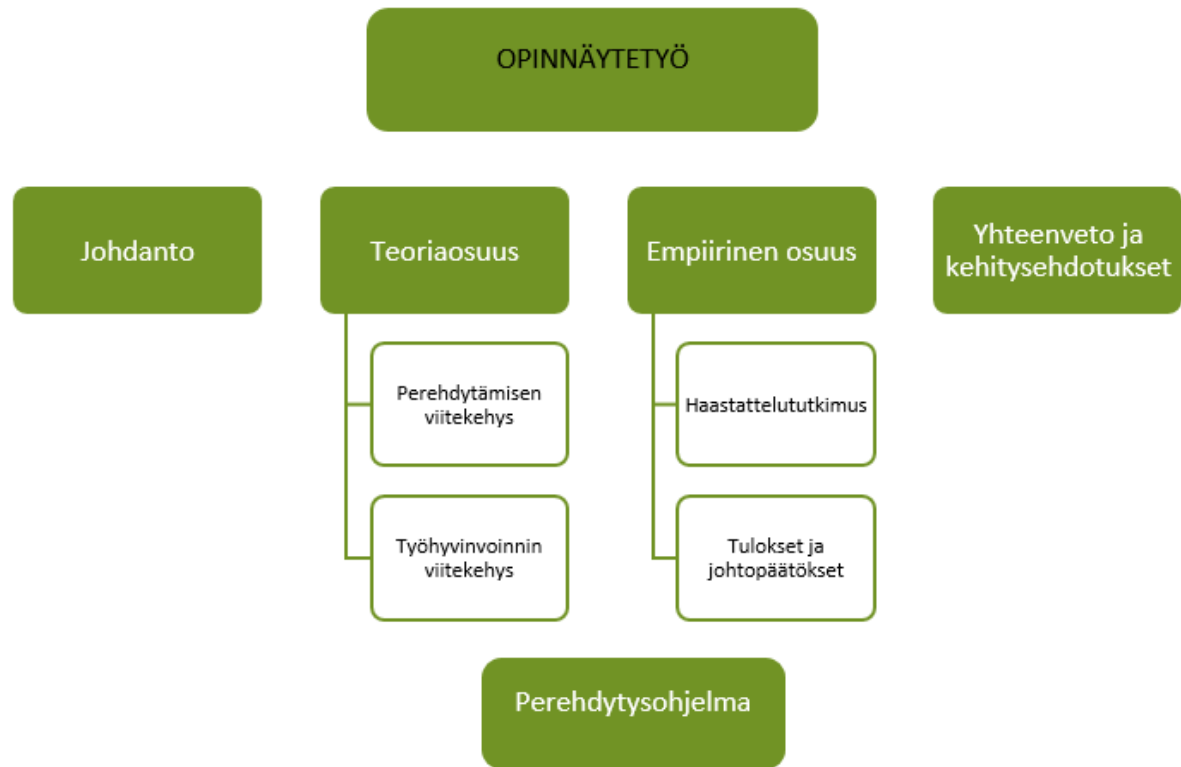 OPINNÄYTETYÖ
Johdanto
Teoriaosuus
Empiirinen osuus
Yhteenveto ja
kehitysehdotukset
Perehdytämisen
viitekehys
Haastattelututkimus
Työhyvinvoinnin
viitekehys
Tulokset ja
johtopäätökset
Perehdytysohjelma